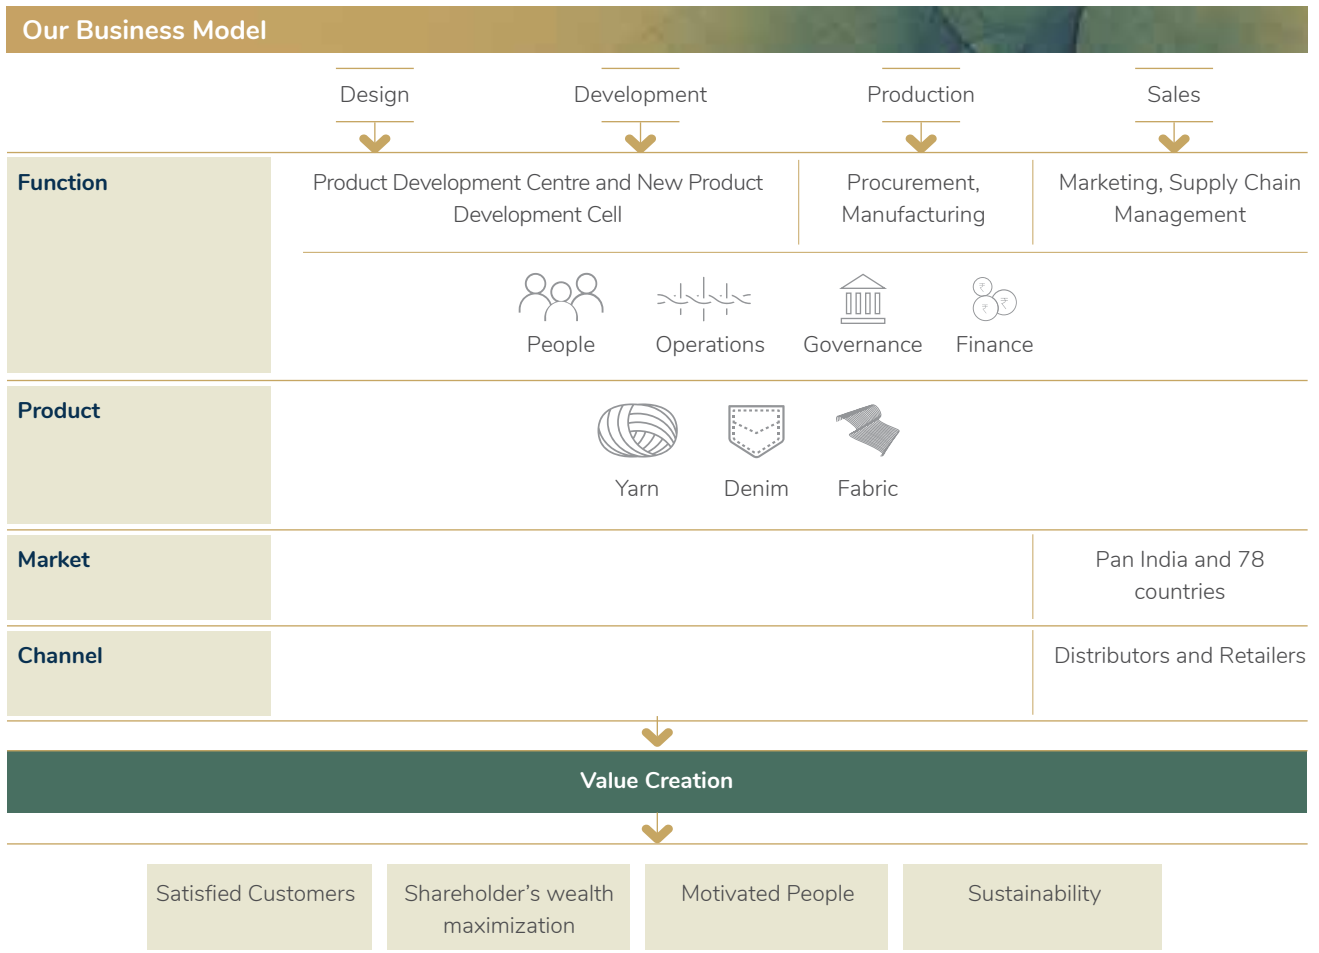 Our Business Model
Design
Development
Production
Sales
Function
Product Development Centre and New Product
Development Cell
Procurement,
Manufacturing
Marketing, Supply Chain
Management
₹
₹
₹
People
Operations
Governance
Finance
Product
Yarn
Denim
Fabric
Market
Pan India and 78
countries
Channel
Distributors and Retailers
Value Creation
Satisfied Customers
Shareholder’s wealth
maximization
Motivated People
Sustainability